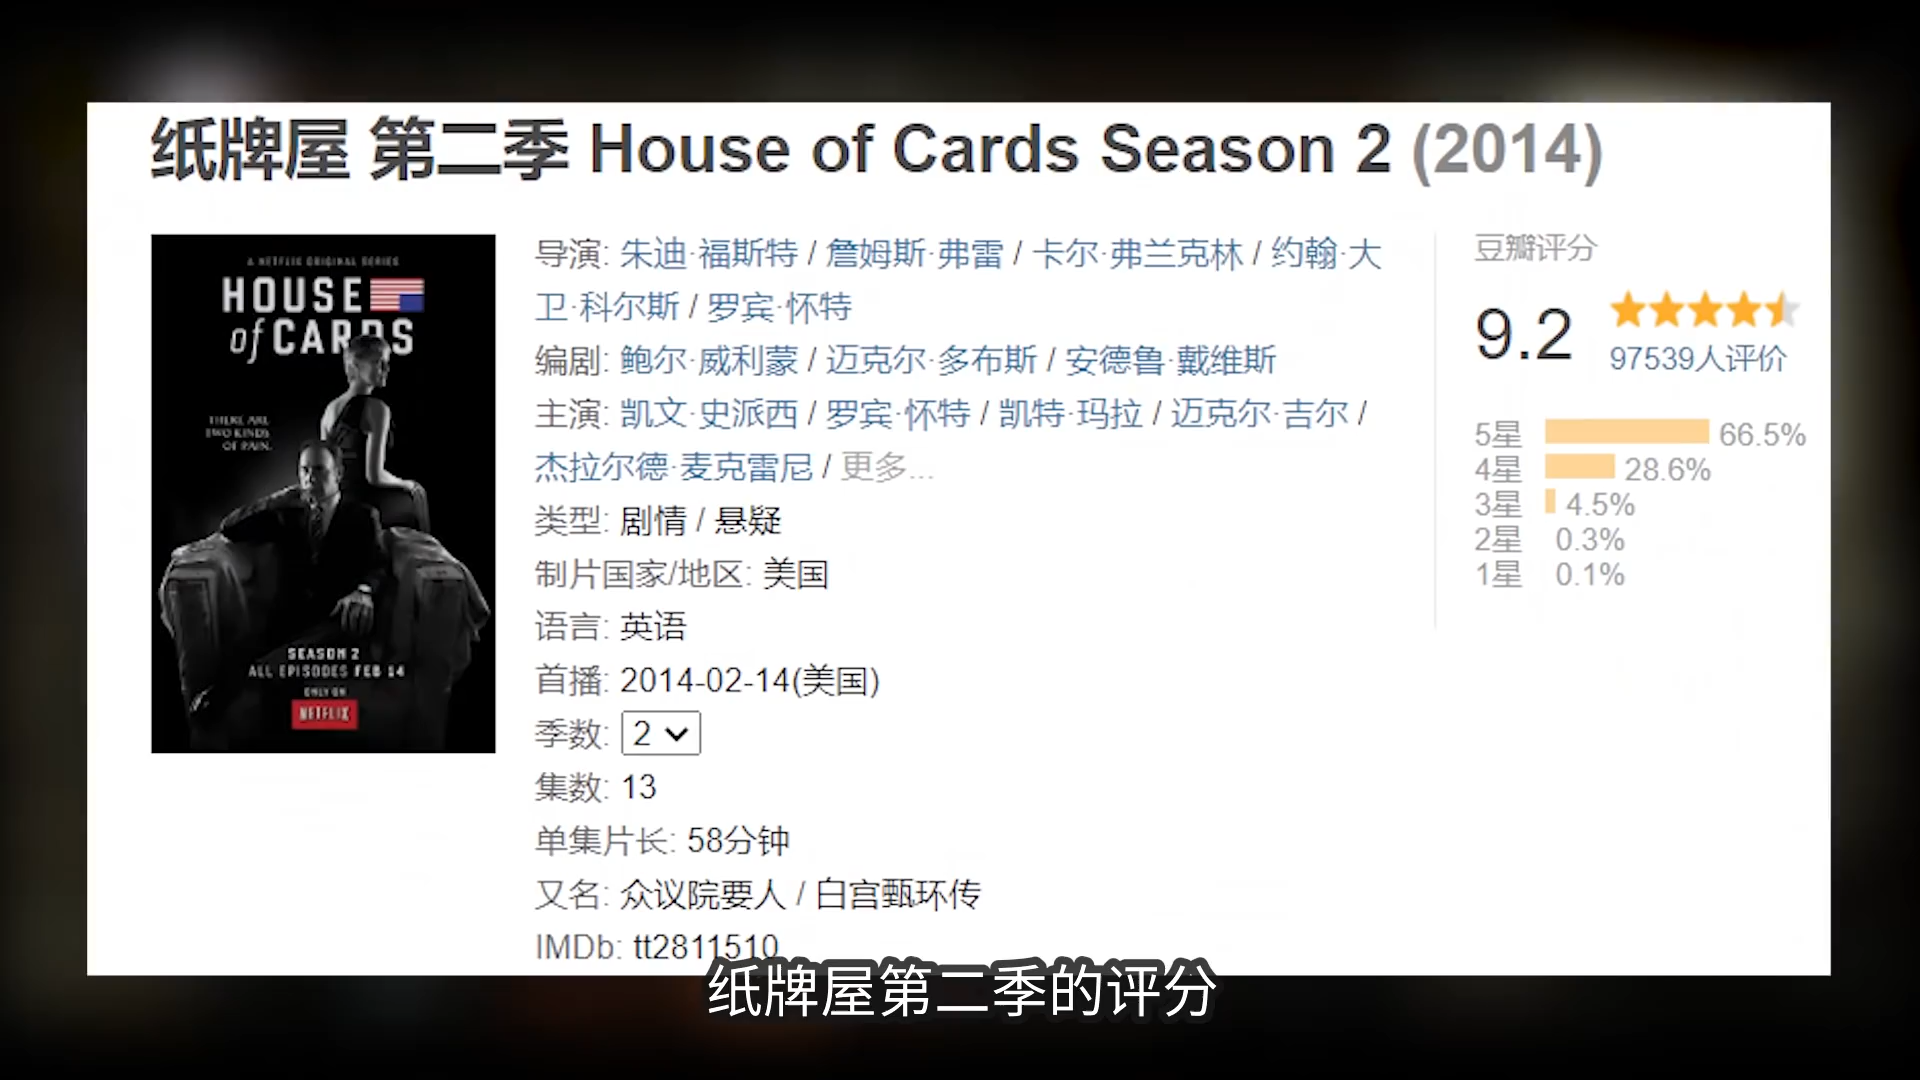 纸牌屋 第二季 House of Cards Season 2 (2014)
A NETFLIX ORIGINAL SERIES
HOUSE
of CARDS
THERE ARE
TWO KINDS
OF PAIN.
SEASON 2
ALL EPISODES FEB 14
ONLY ON
NETFLIX
导演: 朱迪·福斯特 / 詹姆斯·弗雷 / 卡尔·弗兰克林 / 约翰·大
卫·科尔斯 / 罗宾·怀特
编剧: 鲍尔·威利蒙 / 迈克尔·多布斯 / 安德鲁·戴维斯
主演: 凯文·史派西 / 罗宾·怀特 / 凯特·玛拉 / 迈克尔·吉尔 /
杰拉尔德·麦克雷尼 / 更多...
类型: 剧情 / 悬疑
制片国家/地区: 美国
语言: 英语
首播: 2014-02-14(美国)
季数: 2
集数: 13
单集片长: 58分钟
又名: 众议院要人 / 白宫甄环传
IMDb: tt2811510
豆瓣评分
9.2
97539人评价
5星 66.5%
4星 28.6%
3星 4.5%
2星 0.3%
1星 0.1%
纸牌屋第二季的评分